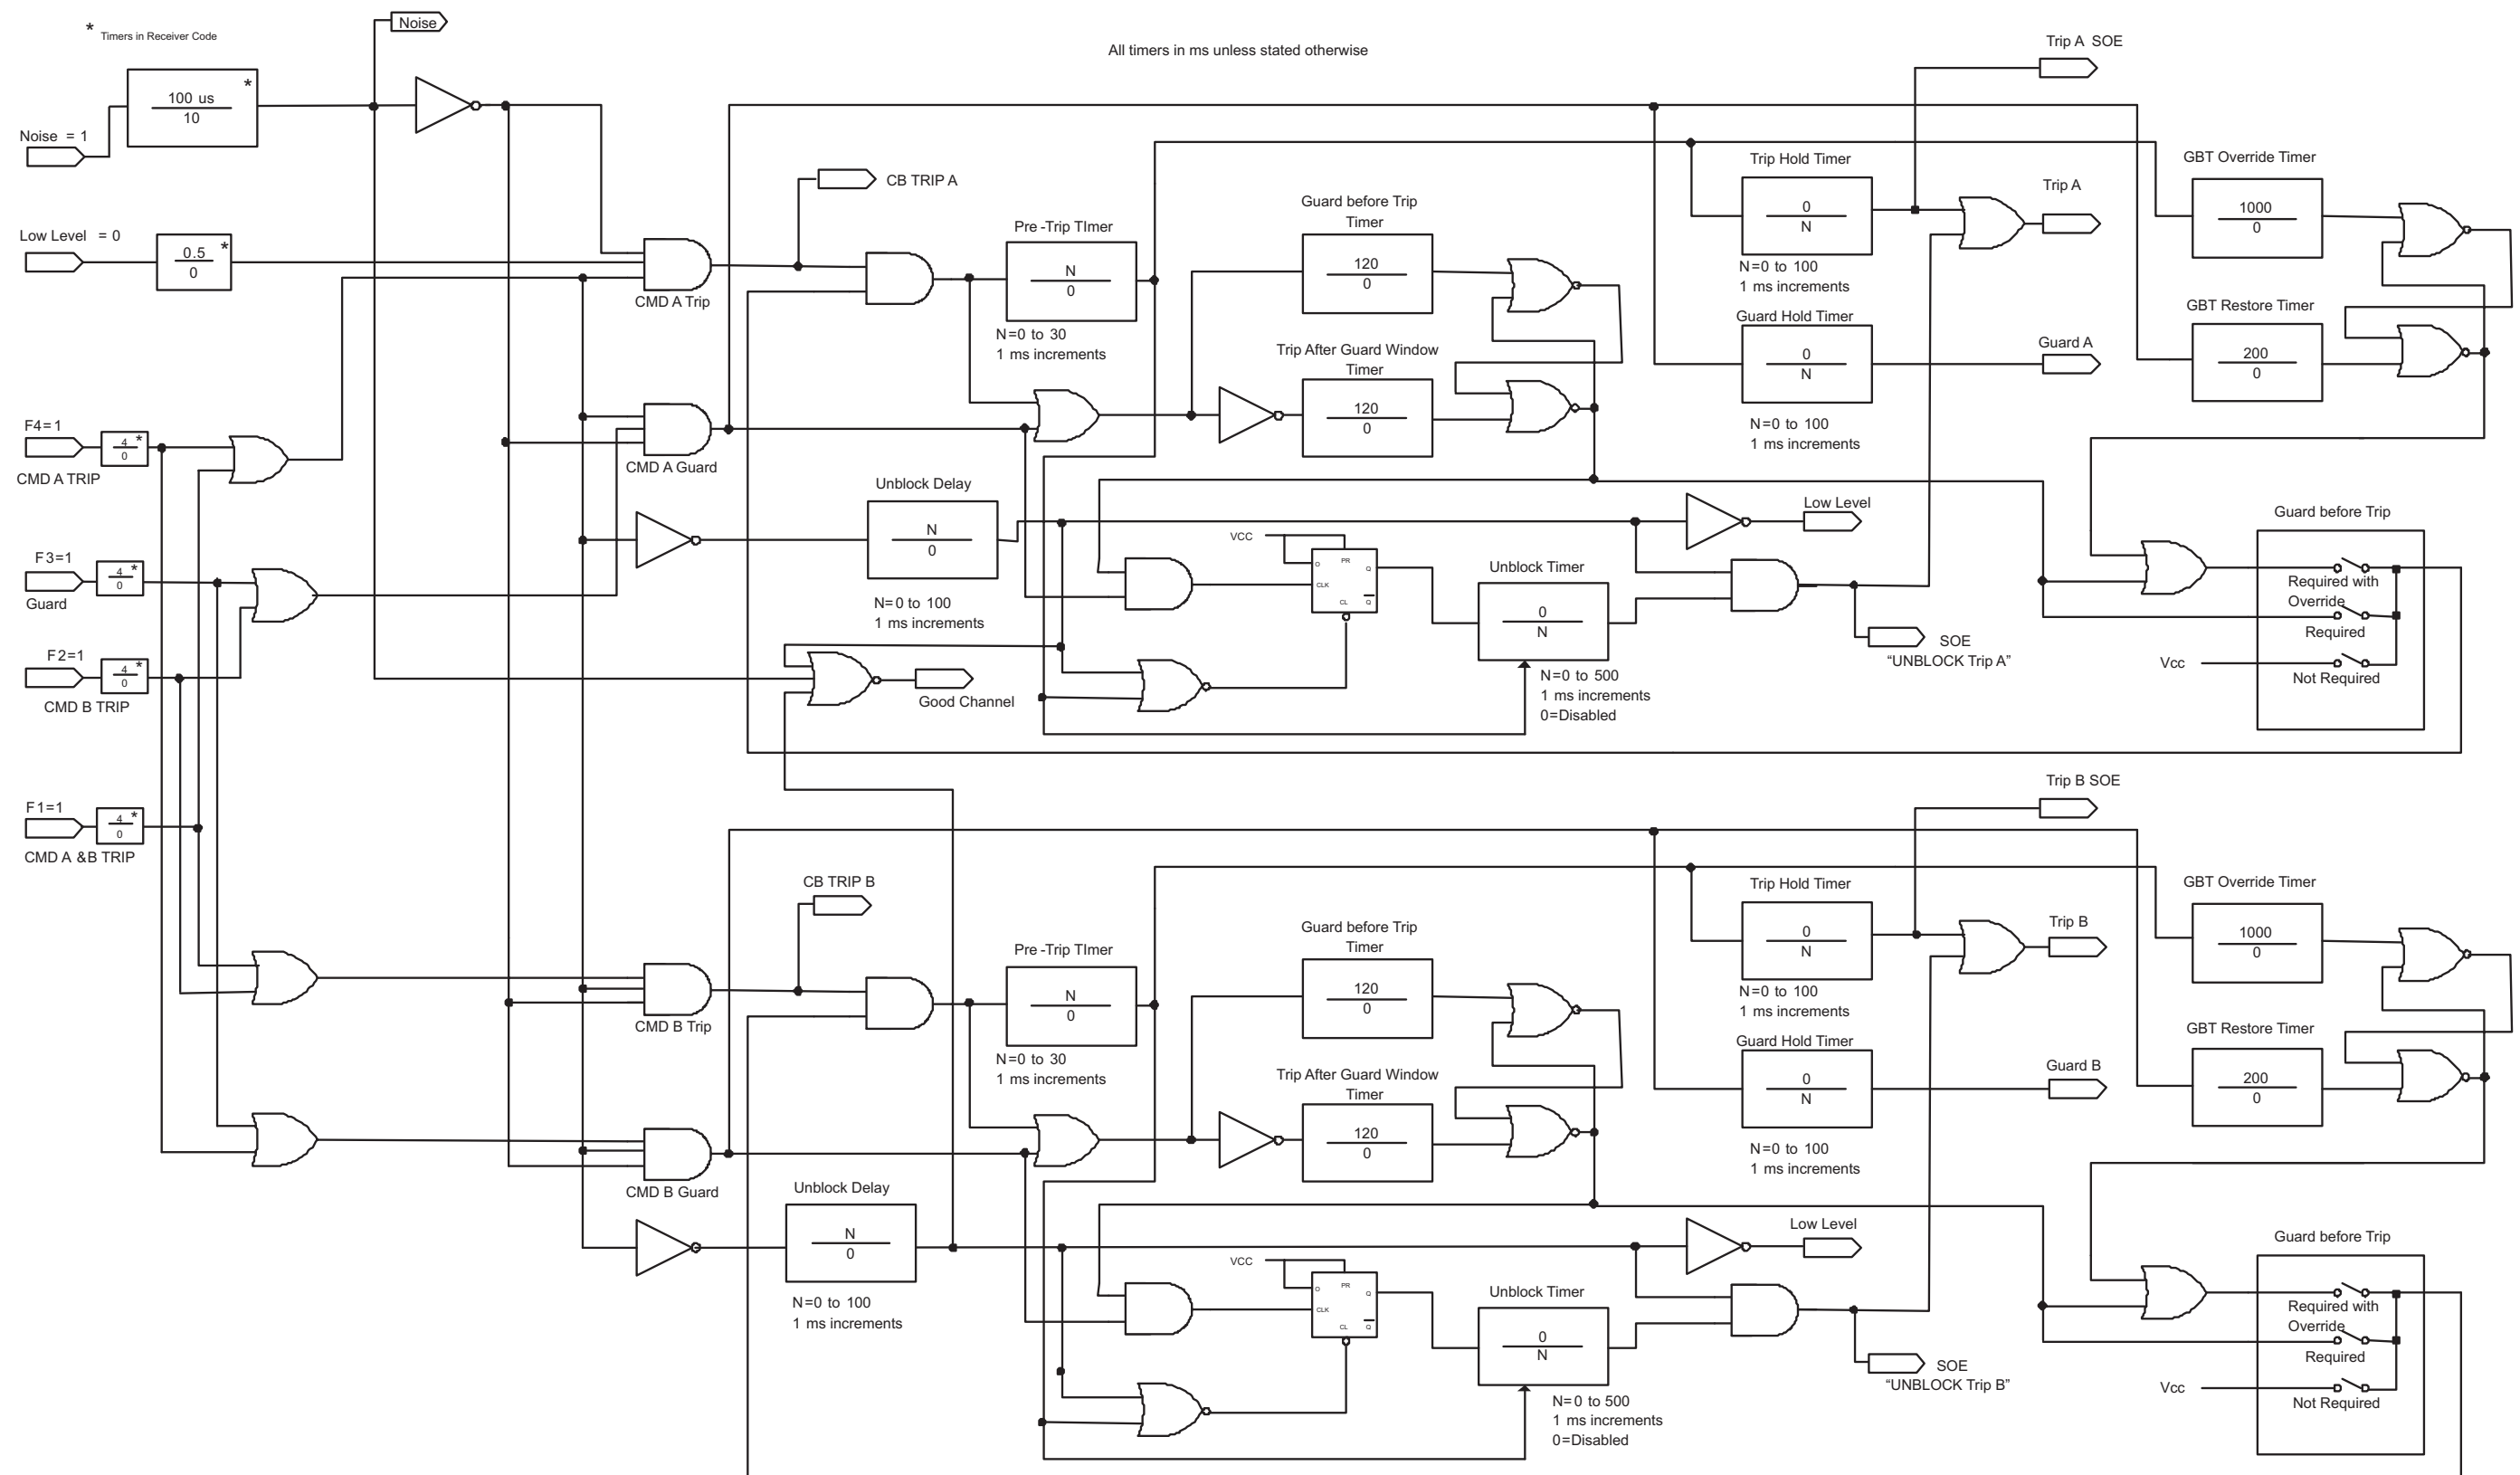 * Timers in Receiver Code
Noise
All timers in ms unless stated otherwise
Trip A SOE
100 us
*
10
Noise = 1
CB TRIP A
Trip Hold Timer
0
N
N=0 to 100
1 ms increments
Trip A
GBT Override Timer
1000
0
Low Level = 0
0.5
*
0
CMD A Trip
Pre-Trip TImer
N
0
N=0 to 30
1 ms increments
Guard before Trip
Timer
120
0
Guard Hold Timer
0
N
N=0 to 100
1 ms increments
Guard A
GBT Restore Timer
200
0
Trip After Guard Window
Timer
120
0
F4=1
4
*
0
CMD A TRIP
CMD A Guard
Unblock Delay
N
0
N=0 to 100
1 ms increments
Low Level
Guard before Trip
Required with
Override
Required
Vcc
Not Required
VCC
D
PR
Q
CLK
CL
Q
Unblock Timer
0
N
N=0 to 500
1 ms increments
0=Disabled
SOE
“UNBLOCK Trip A”
F3=1
4
*
0
Guard
F2=1
4
*
0
CMD B TRIP
Good Channel
F1=1
4
*
0
CMD A &B TRIP
Trip B SOE
CB TRIP B
Trip Hold Timer
0
N
N=0 to 100
1 ms increments
Trip B
GBT Override Timer
1000
0
CMD B Trip
Pre-Trip TImer
N
0
N=0 to 30
1 ms increments
Guard before Trip
Timer
120
0
Guard Hold Timer
0
N
N=0 to 100
1 ms increments
Guard B
GBT Restore Timer
200
0
Trip After Guard Window
Timer
120
0
CMD B Guard
Unblock Delay
N
0
N=0 to 100
1 ms increments
Low Level
Guard before Trip
Required with
Override
Required
Vcc
Not Required
VCC
D
PR
Q
CLK
CL
Q
Unblock Timer
0
N
N=0 to 500
1 ms increments
0=Disabled
SOE
“UNBLOCK Trip B”